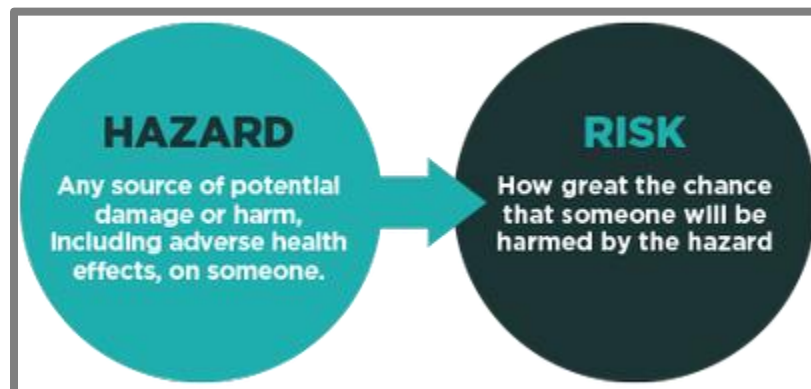 HAZARD
Any source of potential
damage or harm,
including adverse health
effects, on someone.
RISK
How great the chance
that someone will be
harmed by the hazard